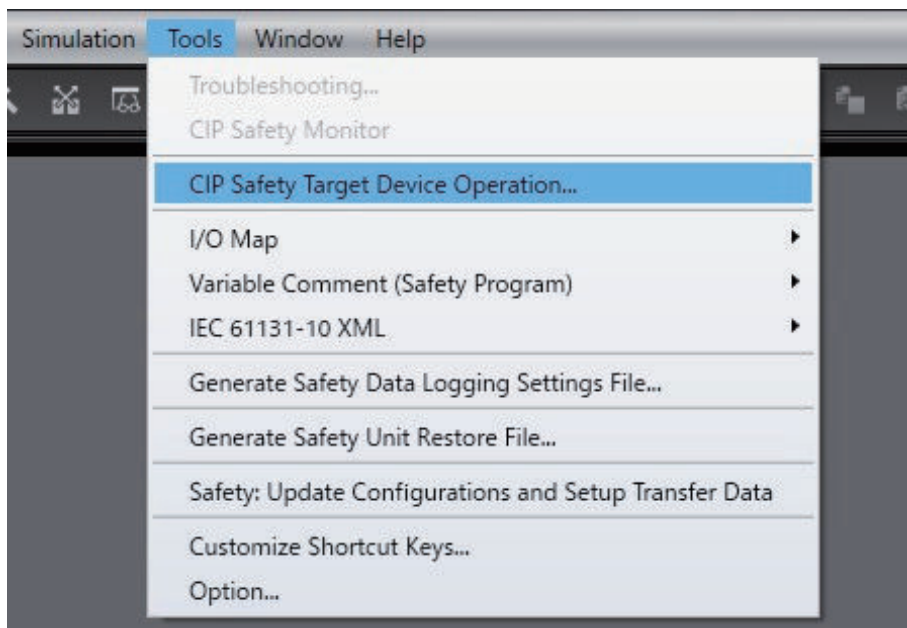 Simulation Tools Window Help
Troubleshooting...
CIP Safety Monitor
CIP Safety Target Device Operation...
I/O Map
Variable Comment (Safety Program)
IEC 61131-10 XML
Generate Safety Data Logging Settings File...
Generate Safety Unit Restore File...
Safety: Update Configurations and Setup Transfer Data
Customize Shortcut Keys...
Option...